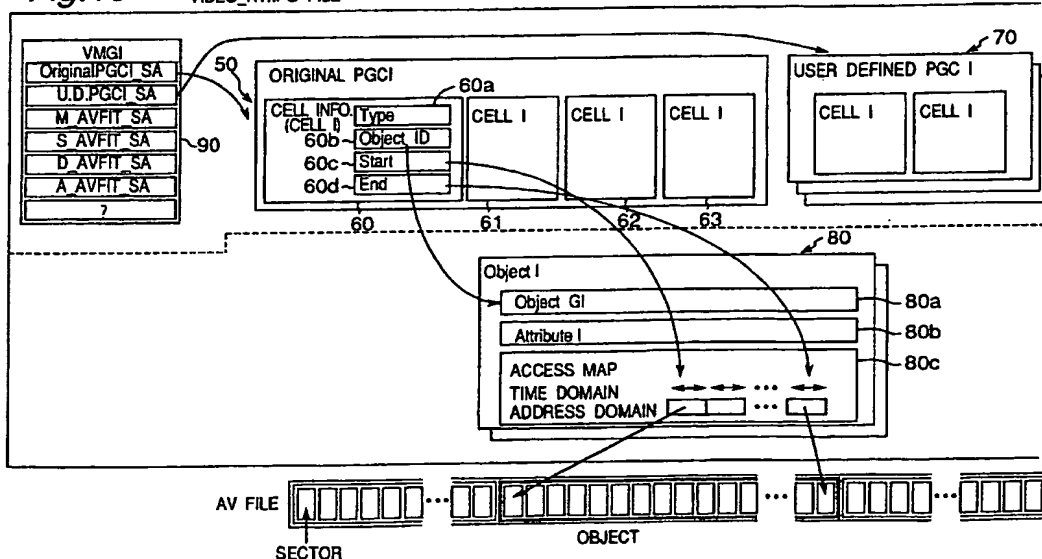 VMGI
OriginalPGCI_SA
U.D.PGCI_SA
M_AVFIT_SA
S_AVFIT_SA
D_AVFIT_SA
A_AVFIT_SA
?
90
50
ORIGINAL PGCI
CELL INFO.
(CELL I)
60a
Type
60b
Object ID
60c
Start
60d
End
CELL I
CELL I
CELL I
60
61
62
63
70
USER DEFINED PGC I
CELL I
CELL I
80
Object I
Object GI
80a
Attribute I
80b
80c
ACCESS MAP
TIME DOMAIN
ADDRESS DOMAIN
AV FILE
SECTOR
OBJECT